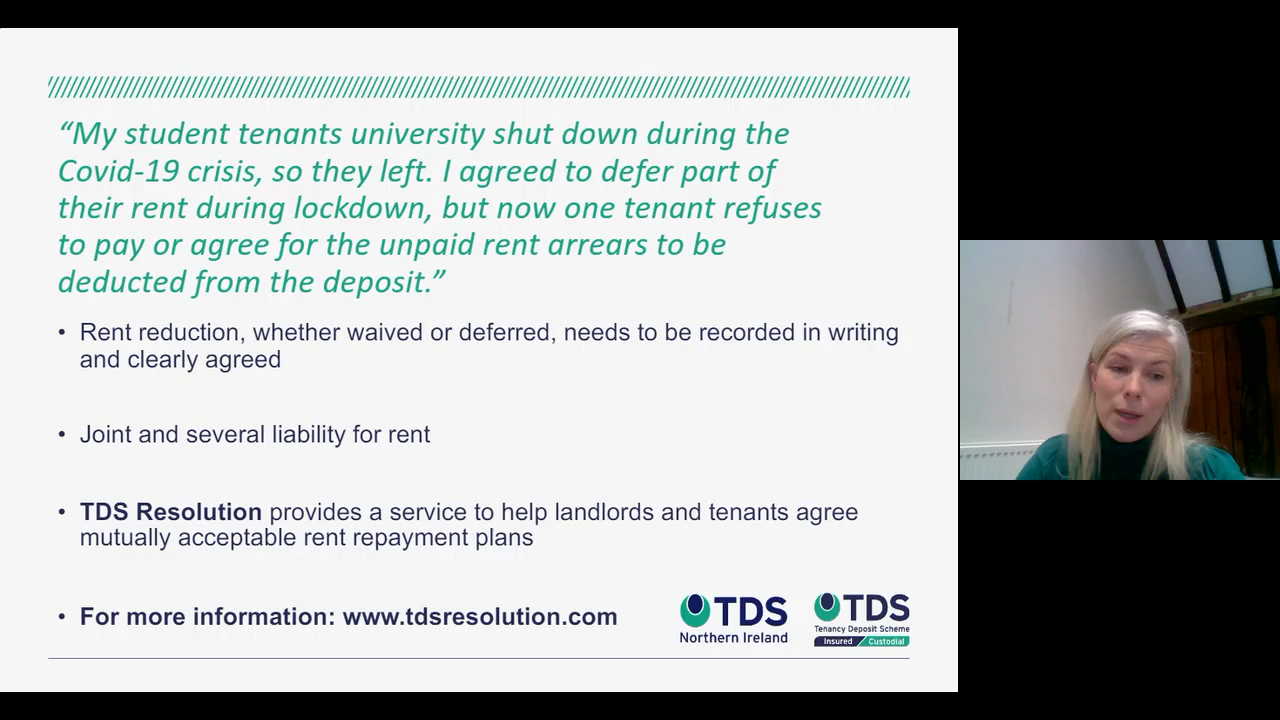 “My student tenants university shut down during the
Covid-19 crisis, so they left. I agreed to defer part of
their rent during lockdown, but now one tenant refuses
to pay or agree for the unpaid rent arrears to be
deducted from the deposit.”
• Rent reduction, whether waived or deferred, needs to be recorded in writing
and clearly agreed
• Joint and several liability for rent
• TDS Resolution provides a service to help landlords and tenants agree
mutually acceptable rent repayment plans
• For more information: www.tdsresolution.com
TDS
Northern Ireland
TDS
Tenancy Deposit Scheme
Insured Custodial